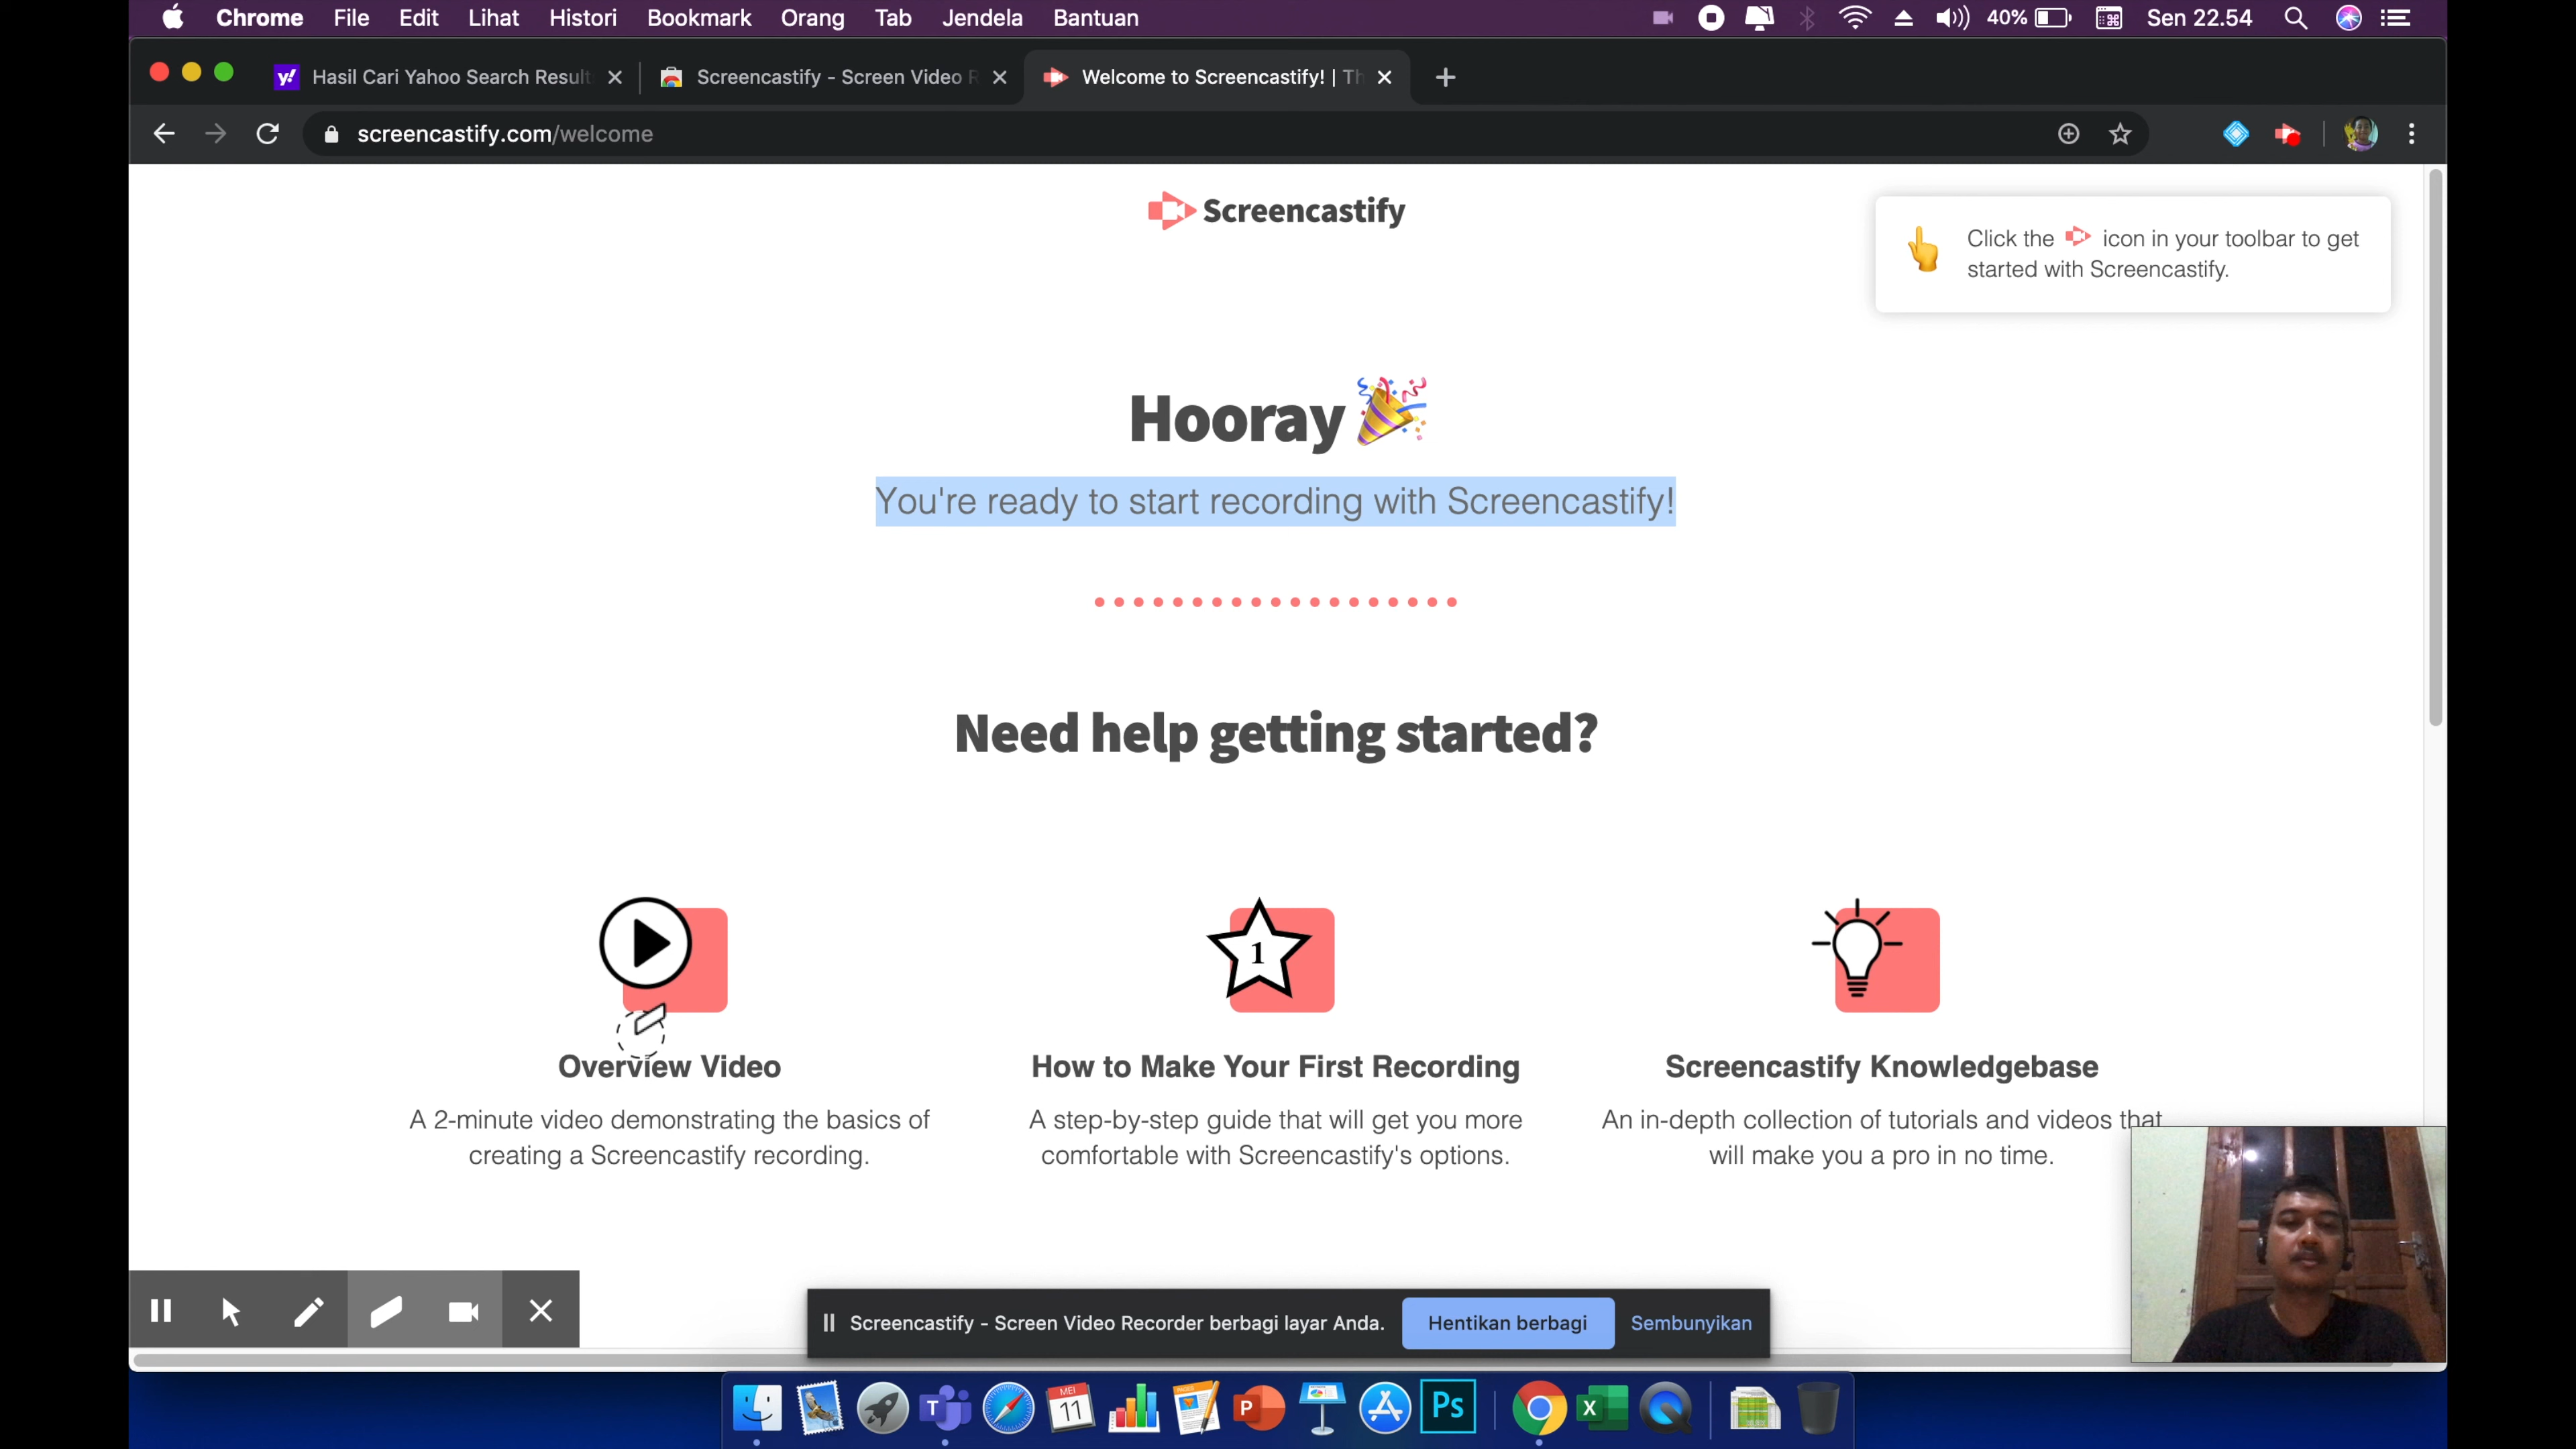 Chrome File Edit Lihat Histori Bookmark Orang Tab Jendela Bantuan 40% Sen 22.54
Hasil Cari Yahoo Search Result Screencastify - Screen Video R Welcome to Screencastify! | Th
screencastify.com/welcome
Screencastify
Click the icon in your toolbar to get
started with Screencastify.
Hooray
You're ready to start recording with Screencastify!
Need help getting started?
1
Overview Video
A 2-minute video demonstrating the basics of
creating a Screencastify recording.
How to Make Your First Recording
A step-by-step guide that will get you more
comfortable with Screencastify's options.
Screencastify Knowledgebase
An in-depth collection of tutorials and videos that
will make you a pro in no time.
Screencastify - Screen Video Recorder berbagi layar Anda. Hentikan berbagi Sembunyikan
T MEI 11 PAGES P Ps X